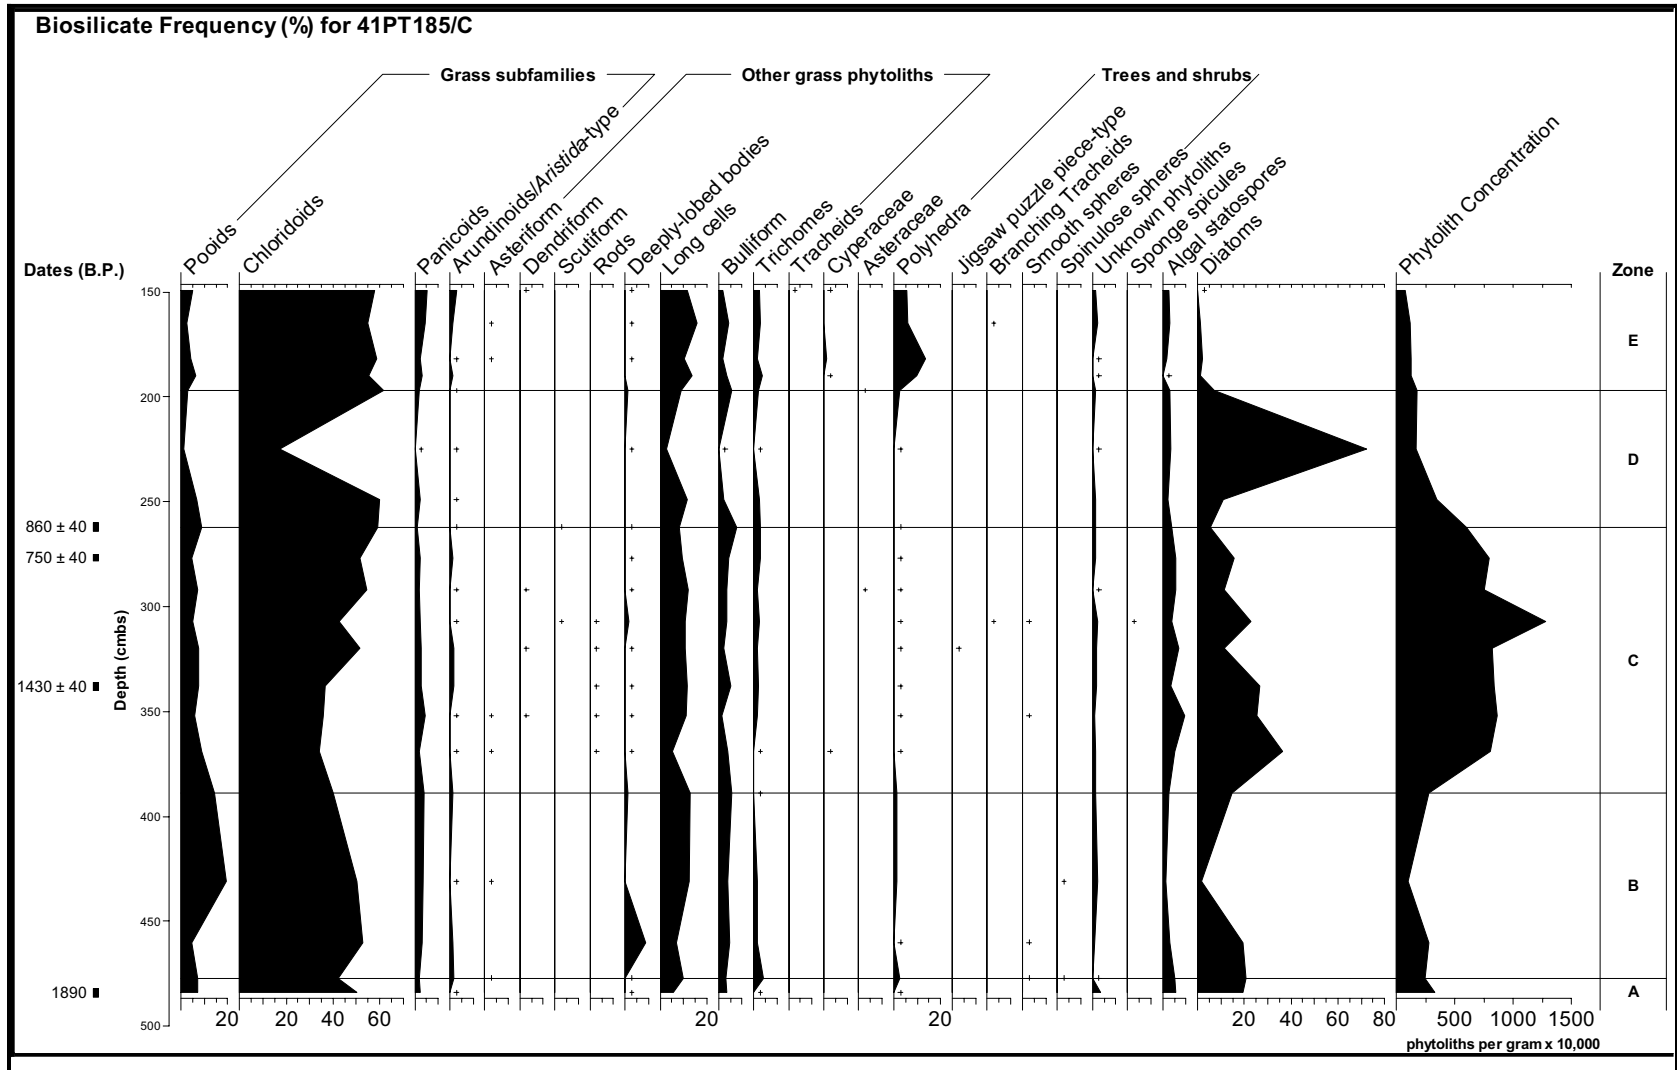 Biosilicate Frequency (%) for 41PT185/C
Grass subfamilies
Other grass phytoliths
Trees and shrubs
Dates (B.P.)
Pooids
Chloridoids
Panicoids
Arundinoids/Aristida-type
Asteriform
Dendriform
Scutiform
Rods
Deeply-lobed bodies
Long cells
Bulliform
Trichomes
Tracheids
Cyperaceae
Asteraceae
Polyhedra
Jigsaw puzzle piece-type
Branching Tracheids
Smooth spheres
Spinulose spheres
Unknown phytoliths
Sponge spicules
Algal statospores
Diatoms
Phytolith Concentration
Zone
150
E
200
D
250
860 ± 40
750 ± 40
300
Depth (cmbs)
C
1430 ± 40
350
400
B
450
1890
A
500
20 20 40 60 20 20 20 40 60 80 500 1000 1500
phytoliths per gram x 10,000